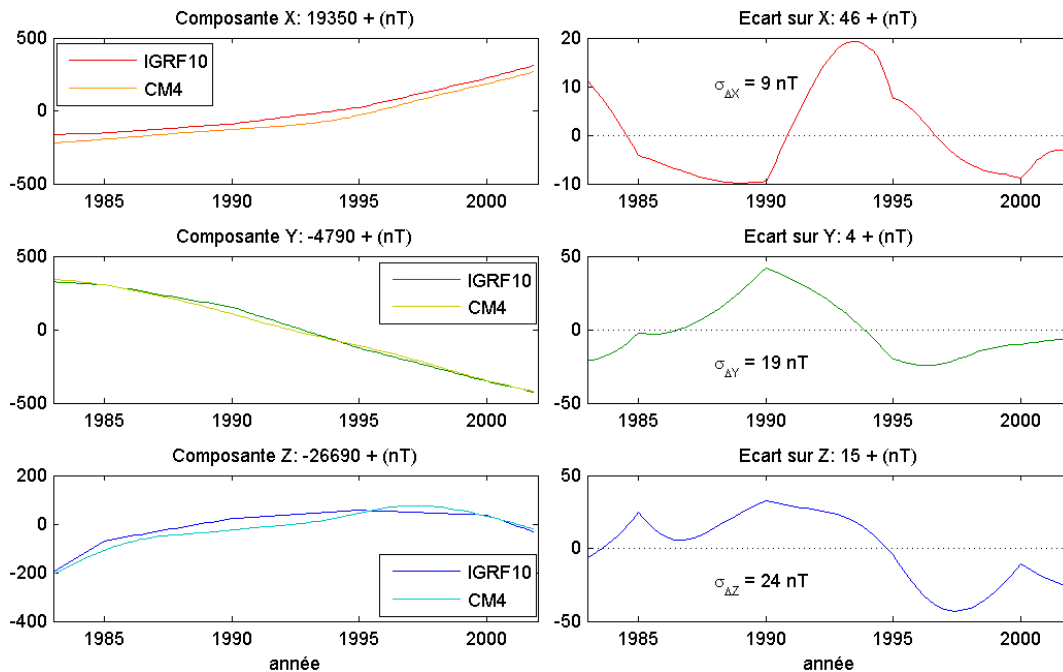 Composante X: 19350 + (nT)
500
0
-500
IGRF10
CM4
1985 1990 1995 2000
Ecart sur X: 46 + (nT)
20
10
0
-10
σΔX = 9 nT
1985 1990 1995 2000
Composante Y: -4790 + (nT)
500
0
-500
IGRF10
CM4
1985 1990 1995 2000
Ecart sur Y: 4 + (nT)
50
0
-50
σΔY = 19 nT
1985 1990 1995 2000
Composante Z: -26690 + (nT)
200
0
-200
-400
IGRF10
CM4
1985 1990 1995 2000
année
Ecart sur Z: 15 + (nT)
50
0
-50
σΔZ = 24 nT
1985 1990 1995 2000
année